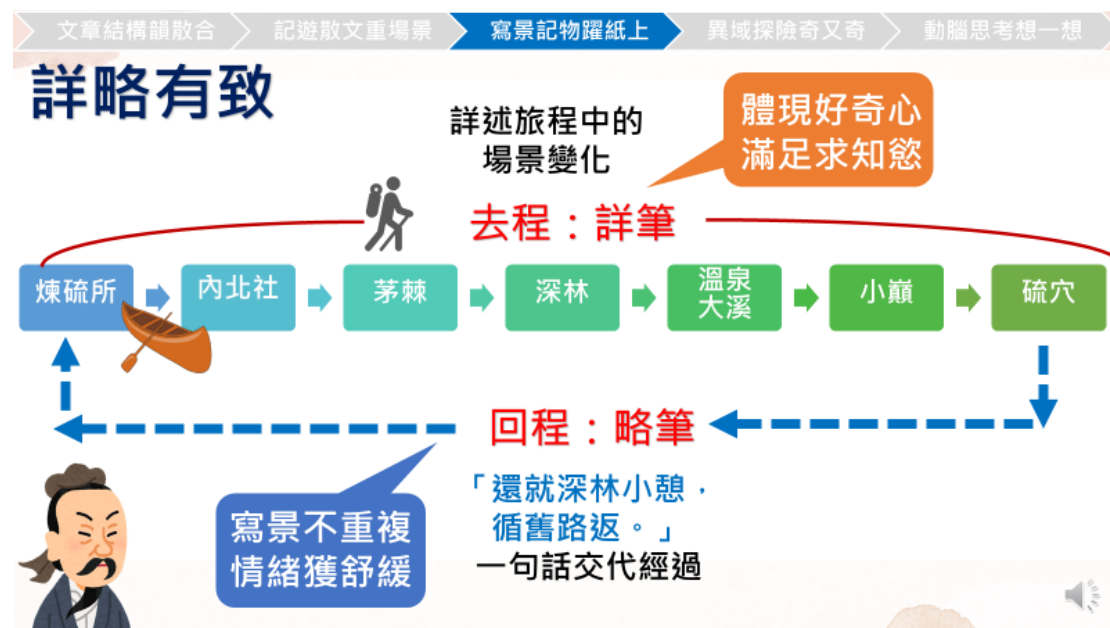 文章結構韻散合
記遊散文重場景
寫景記物躍紙上
異域探險奇又奇
動腦思考想一想
詳略有致
詳述旅程中的
場景變化
體現好奇心
滿足求知慾
去程：詳筆
煉硫所
內北社
茅棘
深林
溫泉
大溪
小巔
硫穴
回程：略筆
「還就深林小憩，
循舊路返。」
一句話交代經過
寫景不重複
情緒獲舒緩